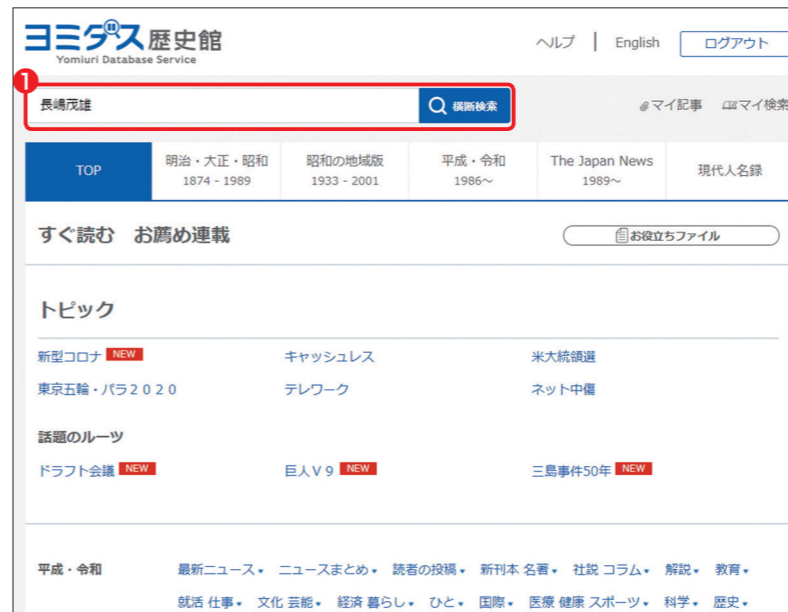 ヨミダス歴史館
Yomiuri Database Service
ヘルプ | English ログアウト
1
長嶋茂雄 横断検索 マイ記事 マイ検索
TOP 明治・大正・昭和 1874 - 1989 昭和の地域版 1933 - 2001 平成・令和 1986～ The Japan News 1989～ 現代人名録
すぐ読む お薦め連載 お役立ちファイル
トピック
新型コロナ NEW キャッシュレス 米大統領選
東京五輪・パラ２０２０ テレワーク ネット中傷
話題のルーツ
ドラフト会議 NEW 巨人Ｖ９ NEW 三島事件50年 NEW
平成・令和 最新ニュース▾ ニュースまとめ▾ 読者の投稿▾ 新刊本 名著▾ 社説 コラム▾ 解説▾ 教育▾
就活 仕事▾ 文化 芸能▾ 経済 暮らし▾ ひと▾ 国際▾ 医療 健康 スポーツ▾ 科学▾ 歴史▾